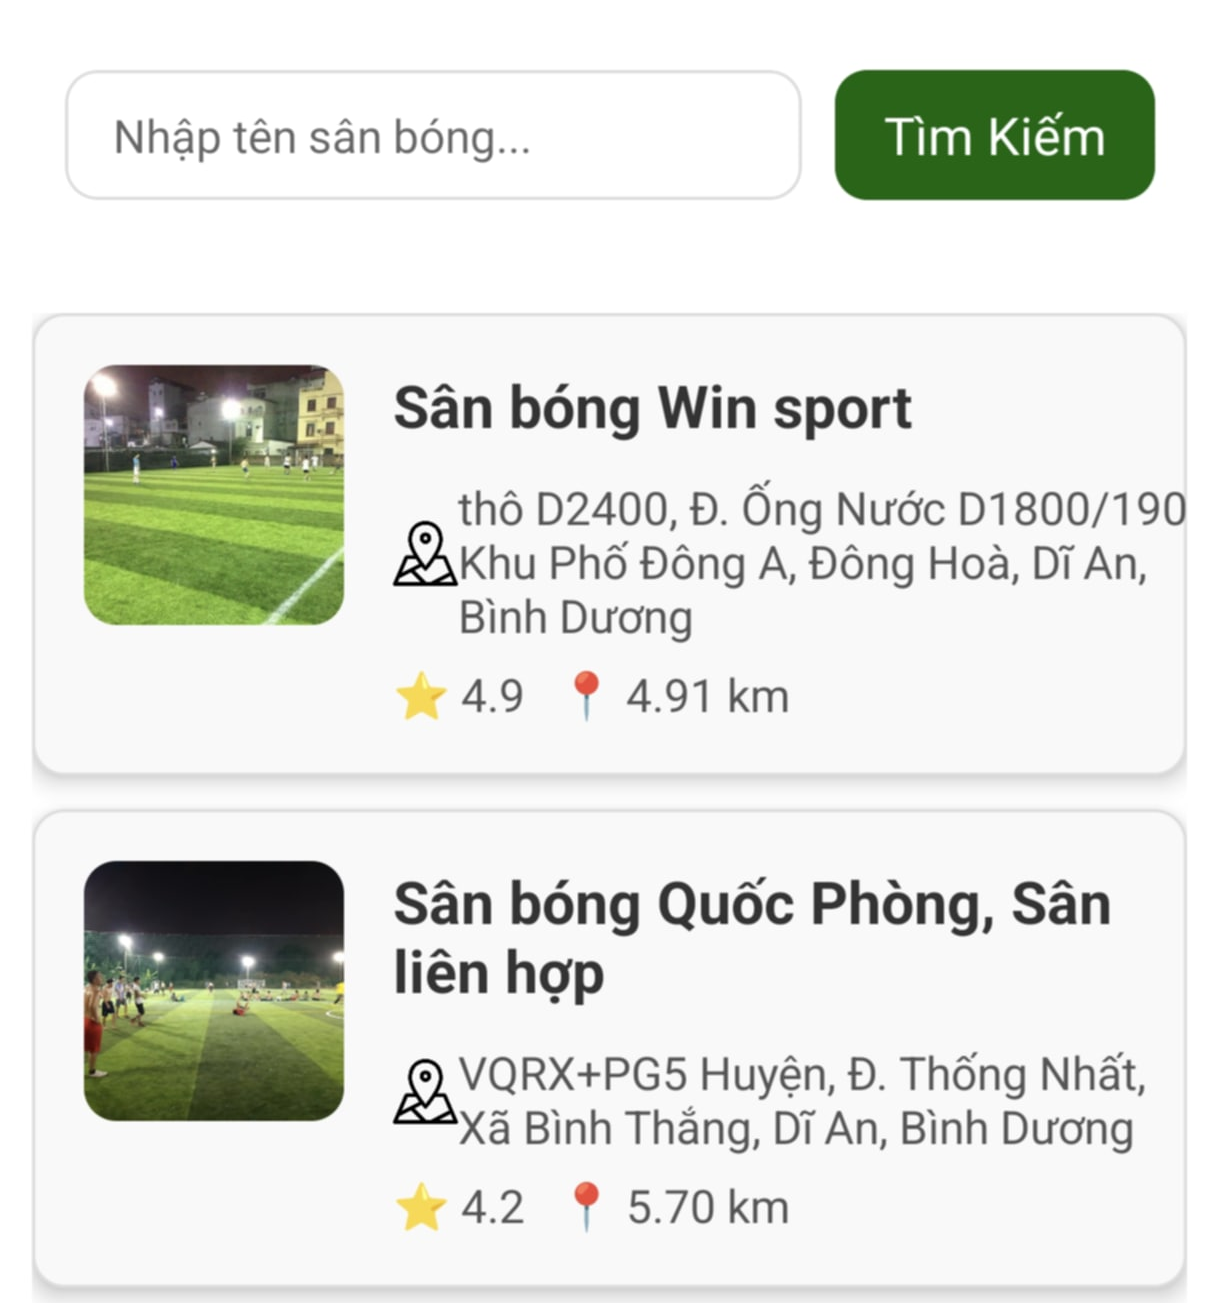 Nhập tên sân bóng...
Tìm Kiếm
Sân bóng Win sport
thô D2400, Đ. Ống Nước D1800/190
Khu Phố Đông A, Đông Hoà, Dĩ An,
Bình Dương
4.9 4.91 km
Sân bóng Quốc Phòng, Sân
liên hợp
VQRX+PG5 Huyện, Đ. Thống Nhất,
Xã Bình Thắng, Dĩ An, Bình Dương
4.2 5.70 km